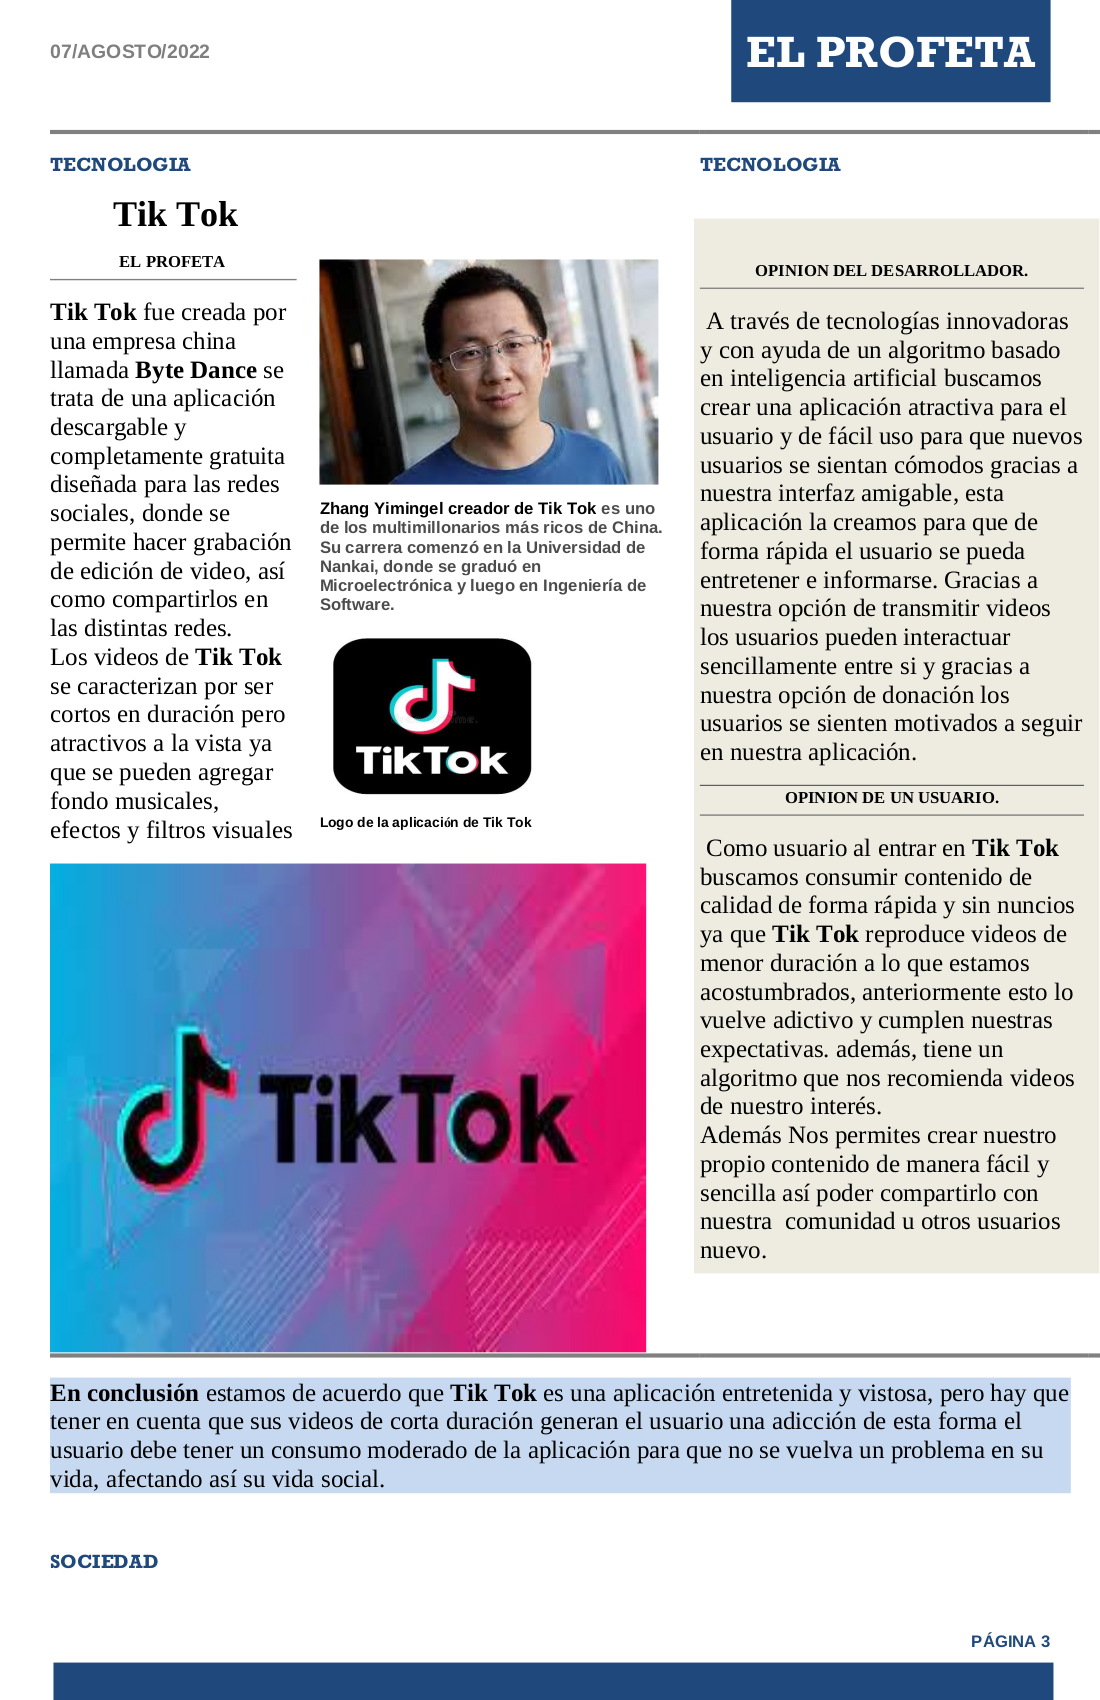 07/AGOSTO/2022
EL PROFETA
TECNOLOGIA
Tik Tok
EL PROFETA
Tik Tok fue creada por
una empresa china
llamada Byte Dance se
trata de una aplicación
descargable y
completamente gratuita
diseñada para las redes
sociales, donde se
permite hacer grabación
de edición de video, así
como compartirlos en
las distintas redes.
Los videos de Tik Tok
se caracterizan por ser
cortos en duración pero
atractivos a la vista ya
que se pueden agregar
fondo musicales,
efectos y filtros visuales
Zhang Yimingel creador de Tik Tok es uno
de los multimillonarios más ricos de China.
Su carrera comenzó en la Universidad de
Nankai, donde se graduó en
Microelectrónica y luego en Ingeniería de
Software.
TikTok
Logo de la aplicación de Tik Tok
TikTok
TECNOLOGIA
OPINION DEL DESARROLLADOR.
A través de tecnologías innovadoras
y con ayuda de un algoritmo basado
en inteligencia artificial buscamos
crear una aplicación atractiva para el
usuario y de fácil uso para que nuevos
usuarios se sientan cómodos gracias a
nuestra interfaz amigable, esta
aplicación la creamos para que de
forma rápida el usuario se pueda
entretener e informarse. Gracias a
nuestra opción de transmitir videos
los usuarios pueden interactuar
sencillamente entre si y gracias a
nuestra opción de donación los
usuarios se sienten motivados a seguir
en nuestra aplicación.
OPINION DE UN USUARIO.
Como usuario al entrar en Tik Tok
buscamos consumir contenido de
calidad de forma rápida y sin nuncios
ya que Tik Tok reproduce videos de
menor duración a lo que estamos
acostumbrados, anteriormente esto lo
vuelve adictivo y cumplen nuestras
expectativas. además, tiene un
algoritmo que nos recomienda videos
de nuestro interés.
Además Nos permites crear nuestro
propio contenido de manera fácil y
sencilla así poder compartirlo con
nuestra  comunidad u otros usuarios
nuevo.
En conclusión estamos de acuerdo que Tik Tok es una aplicación entretenida y vistosa, pero hay que
tener en cuenta que sus videos de corta duración generan el usuario una adicción de esta forma el
usuario debe tener un consumo moderado de la aplicación para que no se vuelva un problema en su
vida, afectando así su vida social.
SOCIEDAD
PÁGINA 3